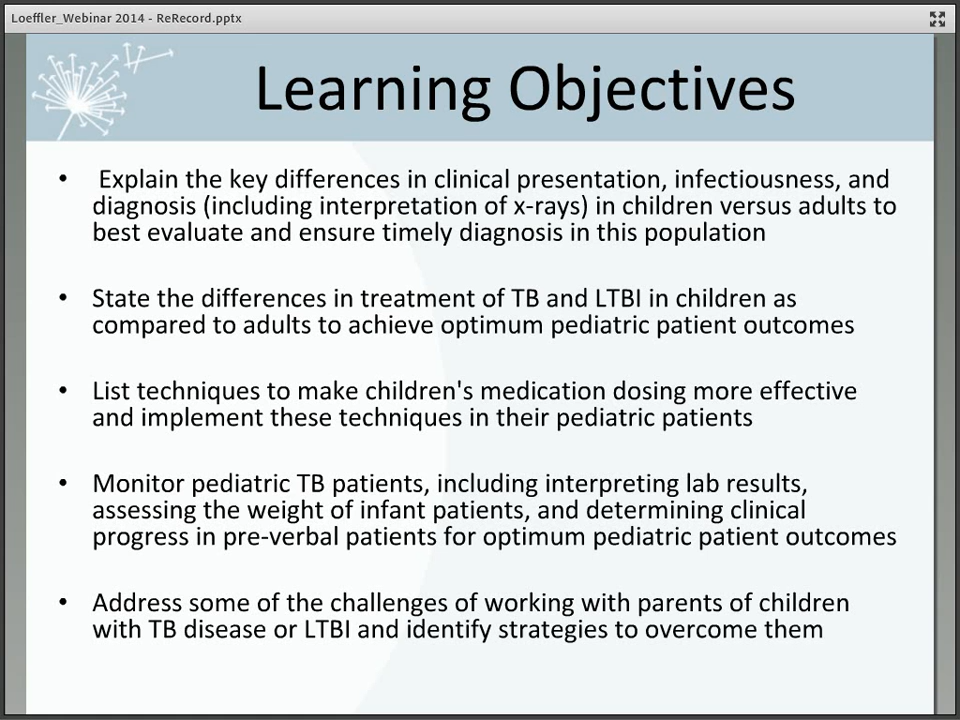 Loeffler_Webinar 2014 - ReRecord.pptx
Learning Objectives
• Explain the key differences in clinical presentation, infectiousness, and
diagnosis (including interpretation of x-rays) in children versus adults to
best evaluate and ensure timely diagnosis in this population
• State the differences in treatment of TB and LTBI in children as
compared to adults to achieve optimum pediatric patient outcomes
• List techniques to make children's medication dosing more effective
and implement these techniques in their pediatric patients
• Monitor pediatric TB patients, including interpreting lab results,
assessing the weight of infant patients, and determining clinical
progress in pre-verbal patients for optimum pediatric patient outcomes
• Address some of the challenges of working with parents of children
with TB disease or LTBI and identify strategies to overcome them